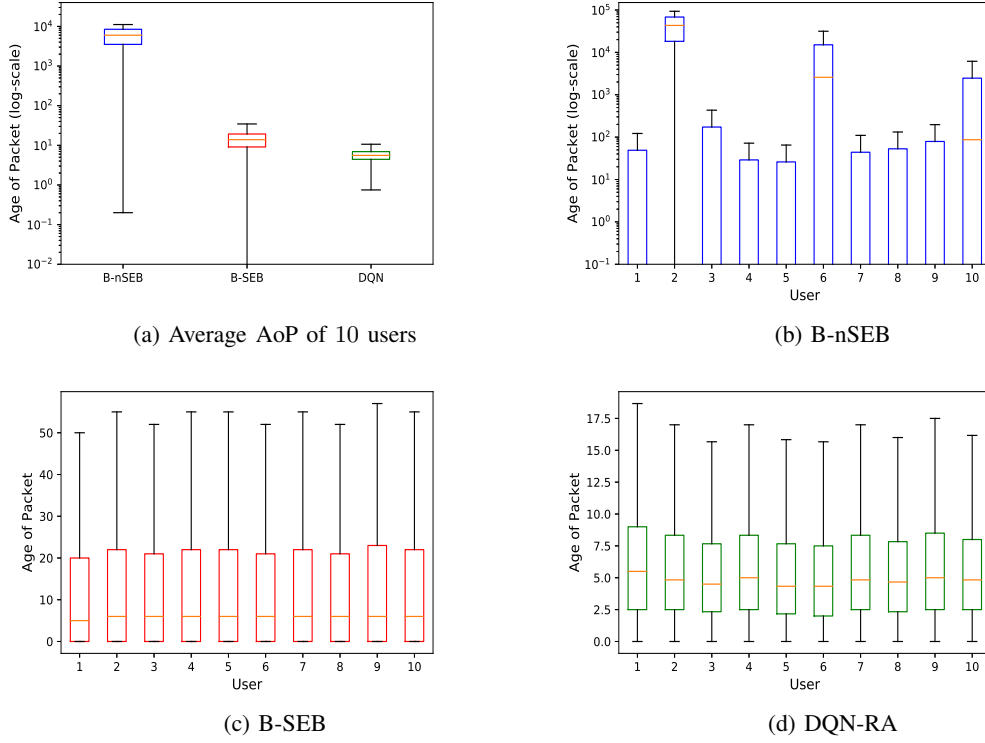 Age of Packet (log-scale)
10^4
10^3
10^2
10^1
10^0
10^-1
10^-2
B-nSEB B-SEB DQN
(a) Average AoP of 10 users
Age of Packet (log-scale)
10^5
10^4
10^3
10^2
10^1
10^0
10^-1
1 2 3 4 5 6 7 8 9 10
User
(b) B-nSEB
Age of Packet
50
40
30
20
10
0
1 2 3 4 5 6 7 8 9 10
User
(c) B-SEB
Age of Packet
17.5
15.0
12.5
10.0
7.5
5.0
2.5
0.0
1 2 3 4 5 6 7 8 9 10
User
(d) DQN-RA